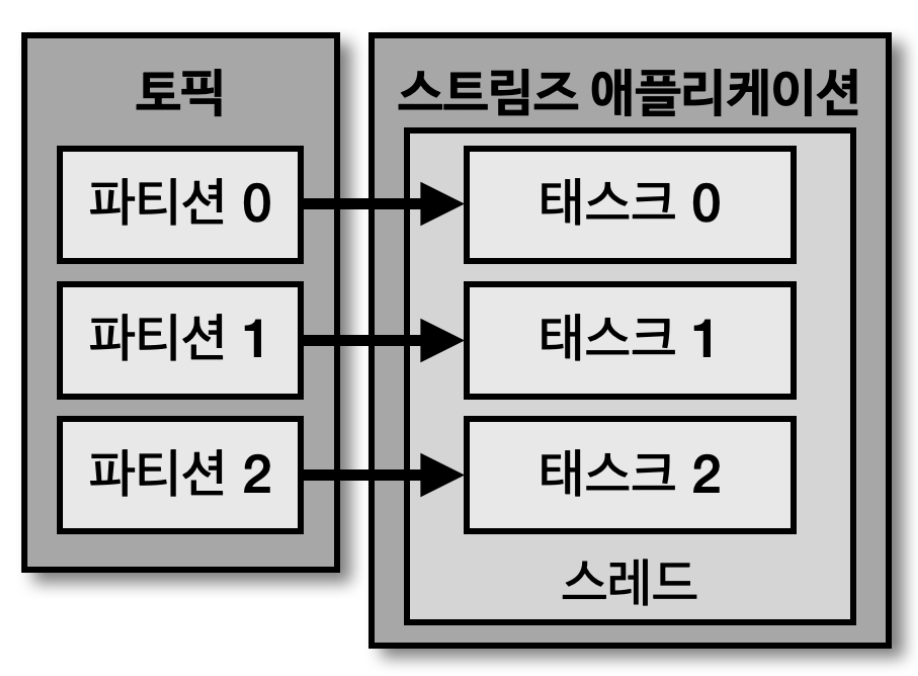 토픽
파티션 0
파티션 1
파티션 2
스트림즈 애플리케이션
태스크 0
태스크 1
태스크 2
스레드